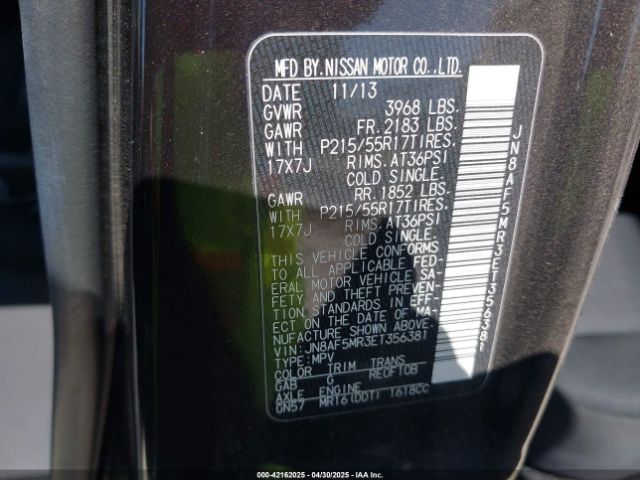 MFD BY.NISSAN MOTOR CO.,LTD.
DATE 11/13
GVWR 3968 LBS.
GAWR FR. 2183 LBS.
WITH P215/55R17TIRES.
17X7J RIMS. AT36PSI
COLD SINGLE.
GAWR RR. 1852 LBS.
WITH P215/55R17TIRES.
17X7J RIMS. AT36PSI
COLD SINGLE.
THIS VEHICLE CONFORMS
TO ALL APPLICABLE FED-
ERAL MOTOR VEHICLE SA-
FETY AND THEFT PREVEN-
TION STANDARDS IN EFF-
ECT ON THE DATE OF MA-
NUFACTURE SHOWN ABOVE.
VIN: JN8AF5MR3ET356381
TYPE: MPV
COLOR TRIM TRANS
GAB G RE0F10B
AXLE ENGINE
GN57 MR16(DDT) 1618CC
JN8AF5MR3ET356381
000-42162025 - 04/30/2025 - IAAI.COM